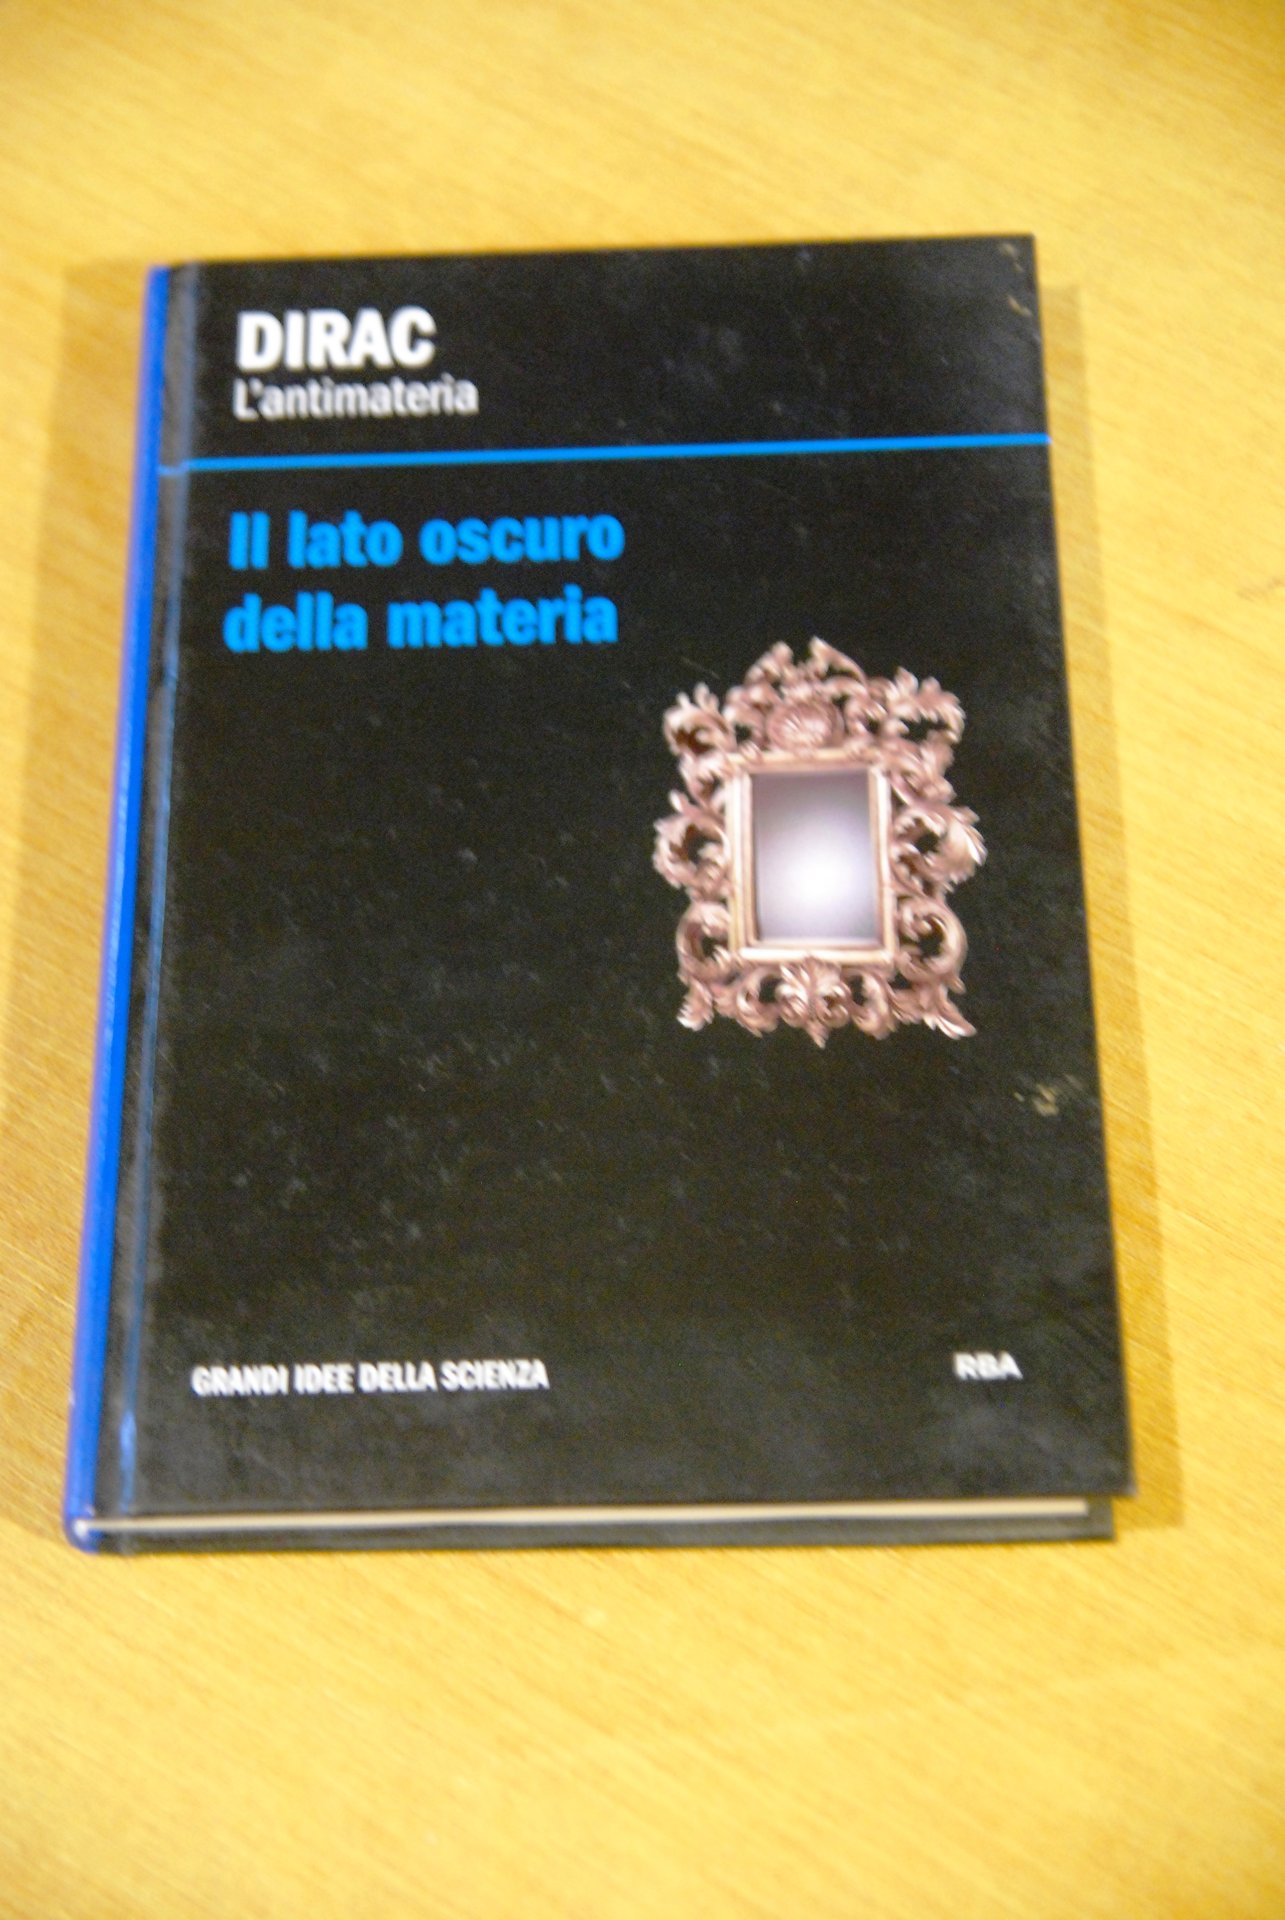 DIRAC
L'antimateria
Il lato oscuro
della materia
GRANDI IDEE DELLA SCIENZA
RBA